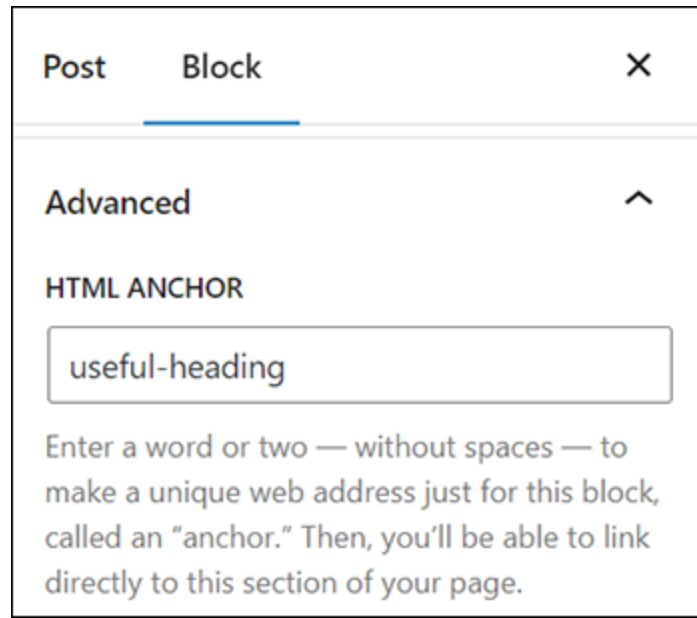 Post Block
Advanced
HTML ANCHOR
useful-heading
Enter a word or two — without spaces — to
make a unique web address just for this block,
called an “anchor.” Then, you’ll be able to link
directly to this section of your page.